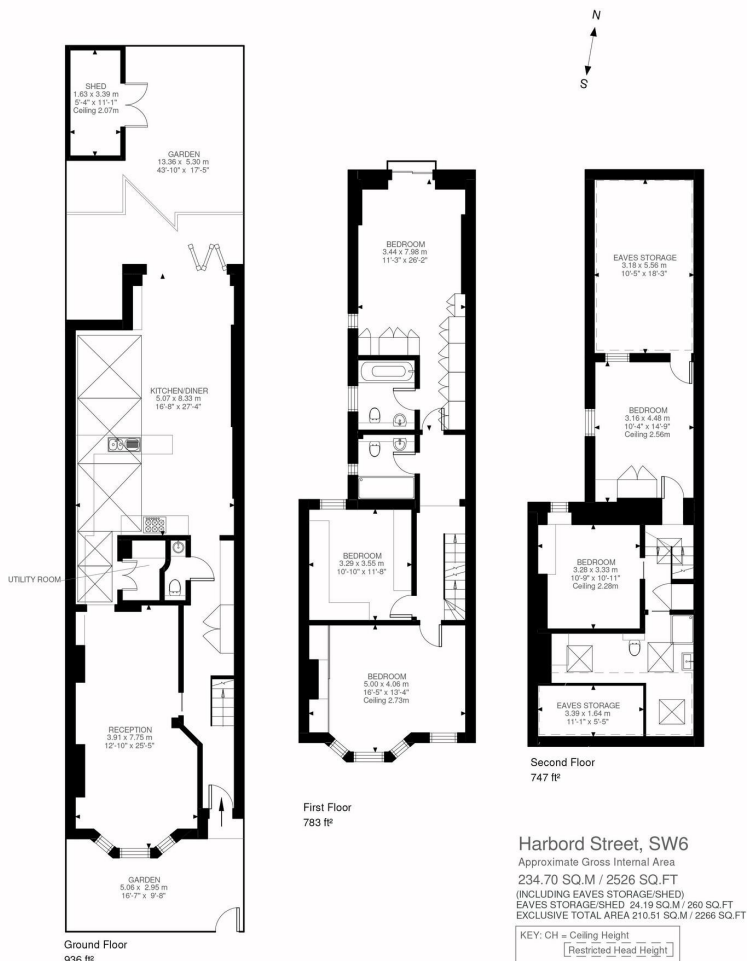 N
S
SHED
1.63 x 3.39 m
5'-4" x 11'-1"
Ceiling 2.07m
GARDEN
13.36 x 5.30 m
43'-10" x 17'-5"
KITCHEN/DINER
5.07 x 8.33 m
16'-8" x 27'-4"
UTILITY ROOM
RECEPTION
3.91 x 7.75 m
12'-10" x 25'-5"
GARDEN
5.06 x 2.95 m
16'-7" x 9'-8"
Ground Floor
936 ft²
BEDROOM
3.44 x 7.98 m
11'-3" x 26'-2"
BEDROOM
3.29 x 3.55 m
10'-10" x 11'-8"
BEDROOM
5.00 x 4.06 m
16'-5" x 13'-4"
Ceiling 2.73m
First Floor
783 ft²
EAVES STORAGE
3.18 x 5.56 m
10'-5" x 18'-3"
BEDROOM
3.16 x 4.48 m
10'-4" x 14'-9"
Ceiling 2.56m
BEDROOM
3.28 x 3.33 m
10'-9" x 10'-11"
Ceiling 2.28m
EAVES STORAGE
3.39 x 1.64 m
11'-1" x 5'-5"
Second Floor
747 ft²
Harbord Street, SW6
Approximate Gross Internal Area
234.70 SQ.M / 2526 SQ.FT
(INCLUDING EAVES STORAGE/SHED)
EAVES STORAGE/SHED 24.19 SQ.M / 260 SQ.FT
EXCLUSIVE TOTAL AREA 210.51 SQ.M / 2266 SQ.FT
KEY: CH = Ceiling Height
Restricted Head Height